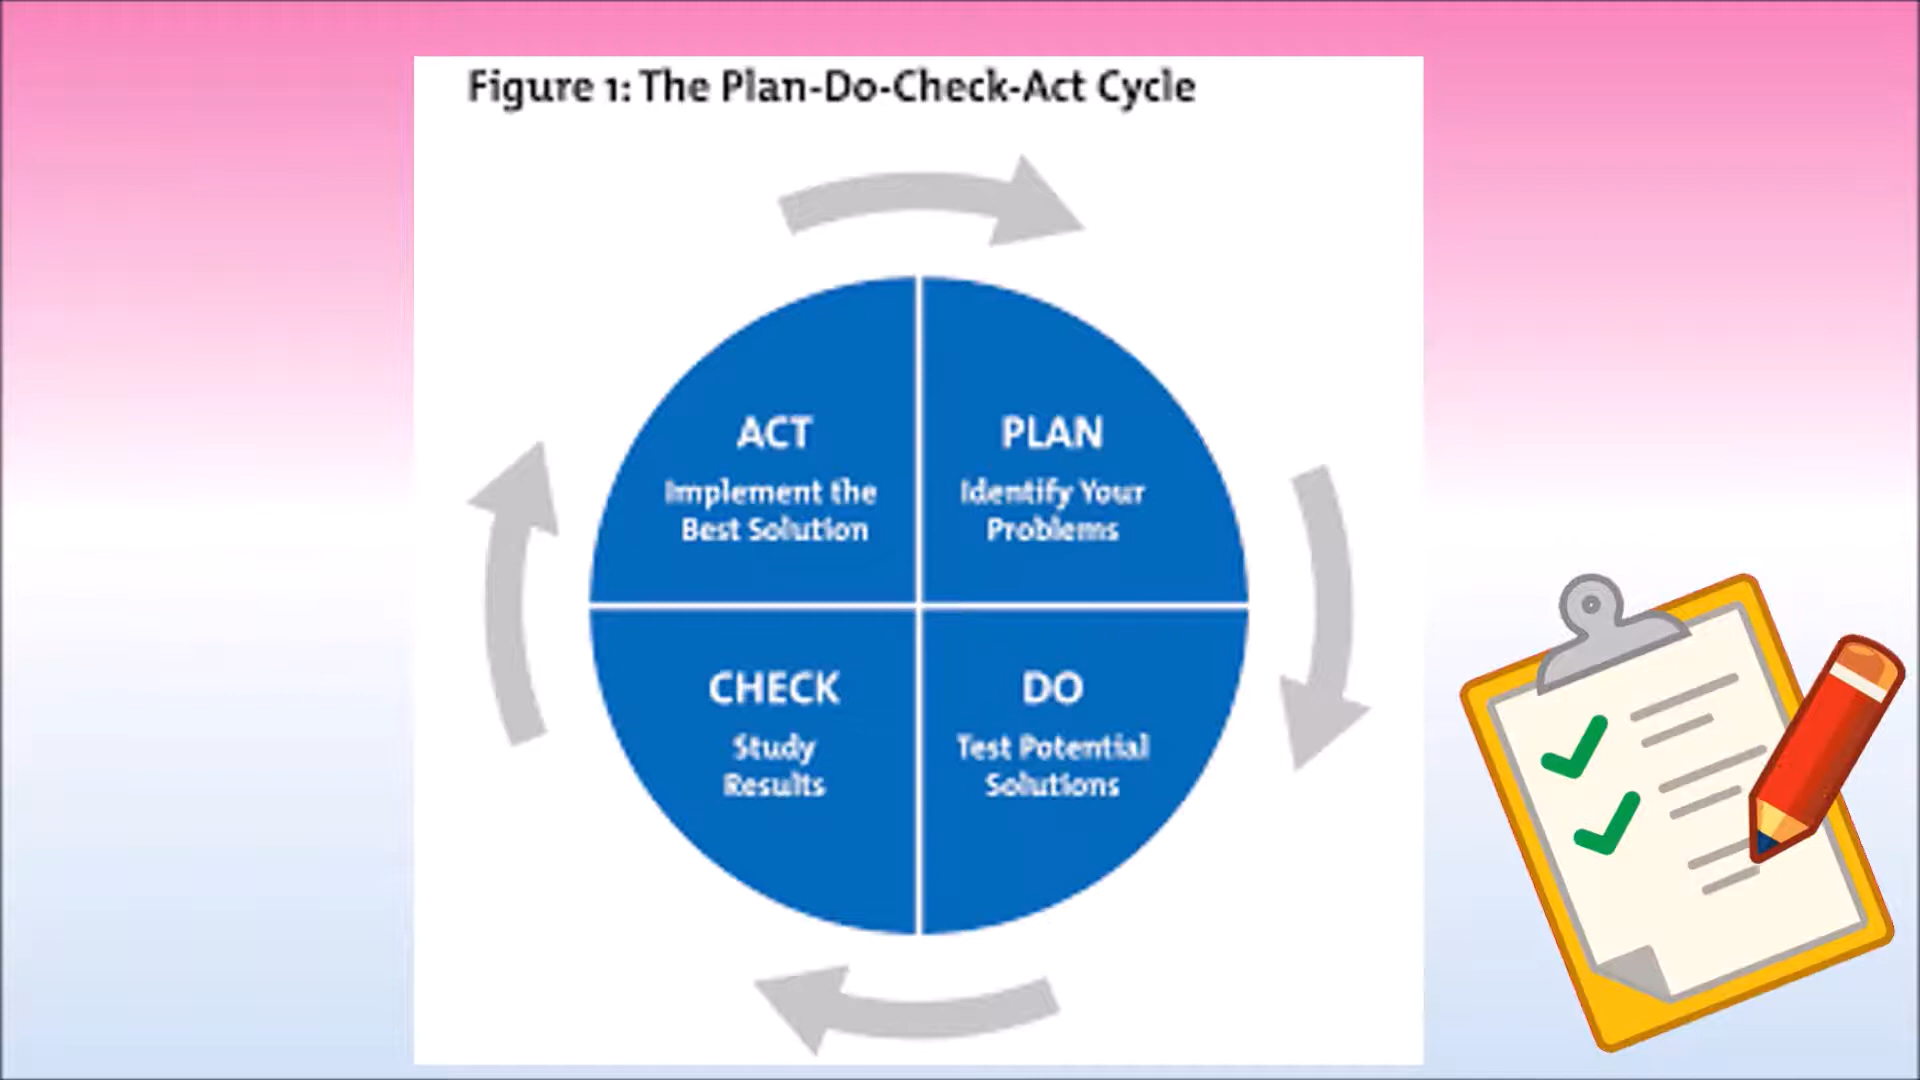 Figure 1: The Plan-Do-Check-Act Cycle
ACT
Implement the
Best Solution
PLAN
Identify Your
Problems
CHECK
Study
Results
DO
Test Potential
Solutions